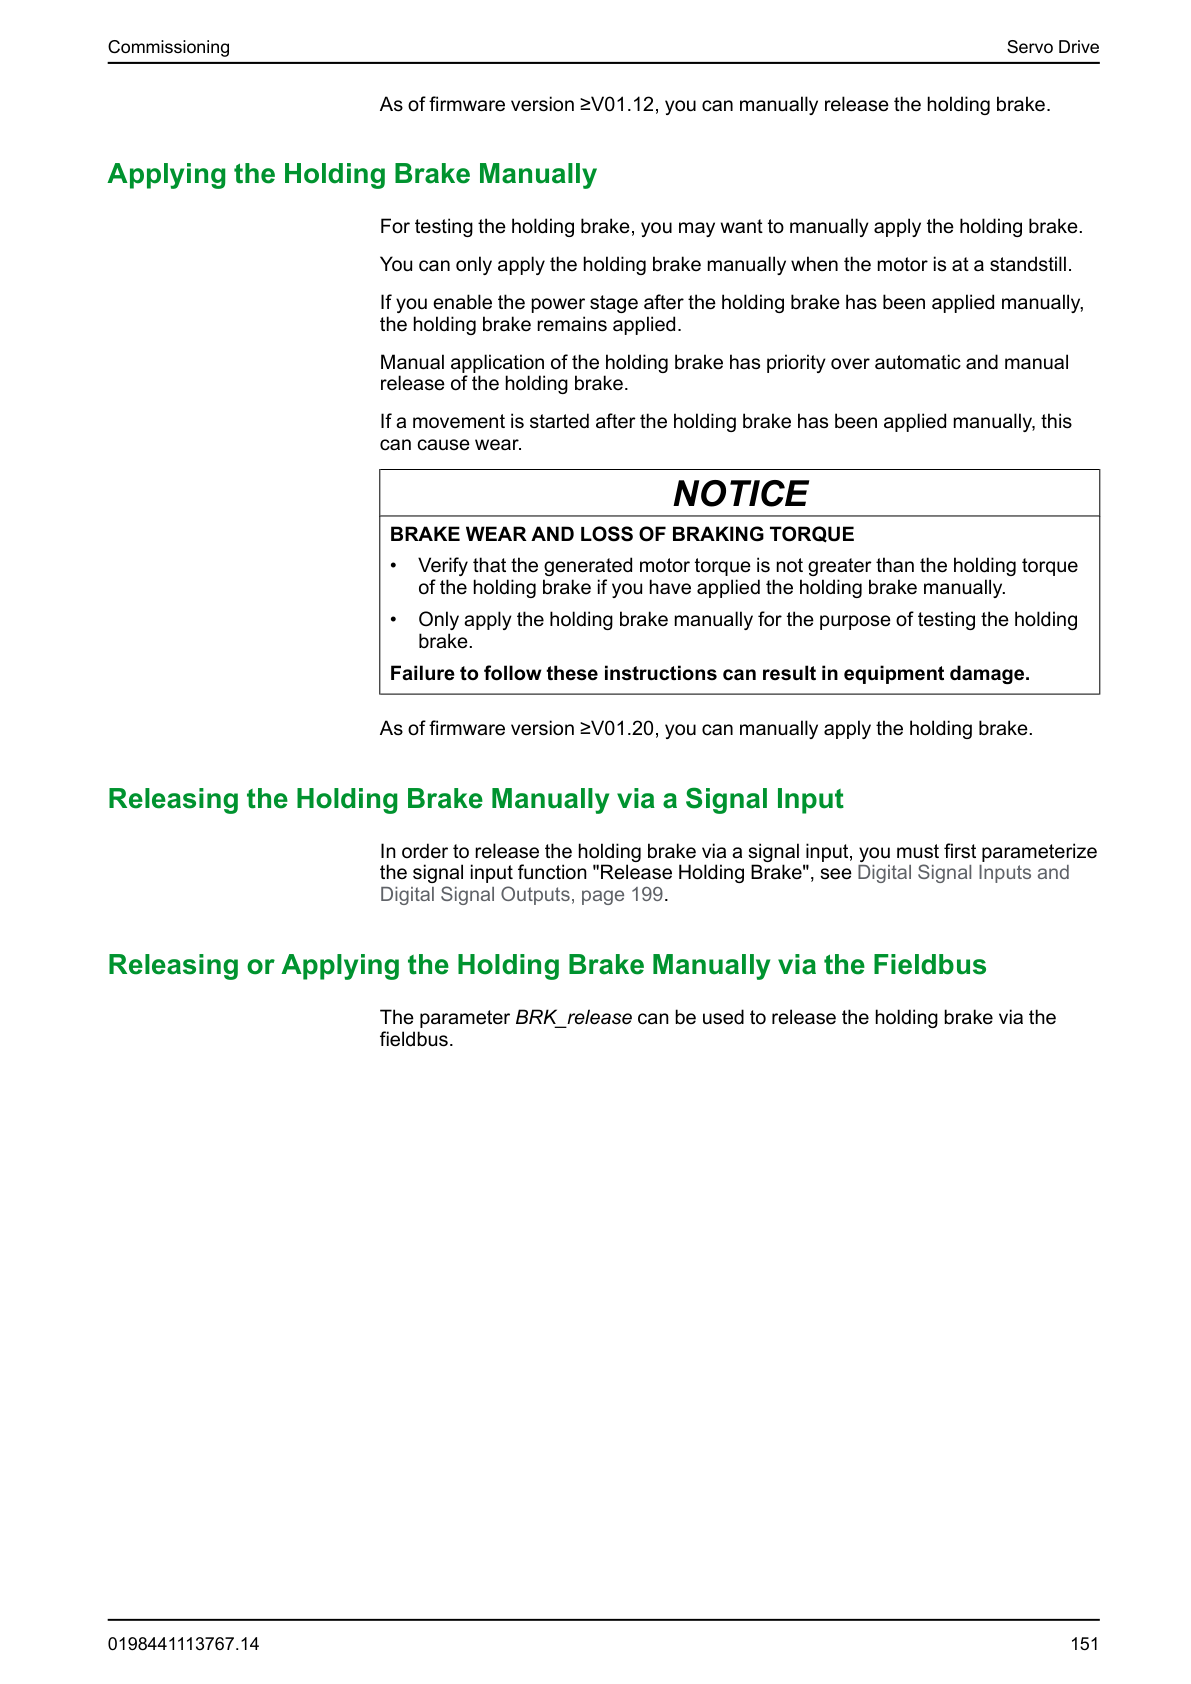 Commissioning
Servo Drive
As of firmware version ≥V01.12, you can manually release the holding brake.
Applying the Holding Brake Manually
For testing the holding brake, you may want to manually apply the holding brake.
You can only apply the holding brake manually when the motor is at a standstill.
If you enable the power stage after the holding brake has been applied manually,
the holding brake remains applied.
Manual application of the holding brake has priority over automatic and manual
release of the holding brake.
If a movement is started after the holding brake has been applied manually, this
can cause wear.
NOTICE
BRAKE WEAR AND LOSS OF BRAKING TORQUE
• Verify that the generated motor torque is not greater than the holding torque
of the holding brake if you have applied the holding brake manually.
• Only apply the holding brake manually for the purpose of testing the holding
brake.
Failure to follow these instructions can result in equipment damage.
As of firmware version ≥V01.20, you can manually apply the holding brake.
Releasing the Holding Brake Manually via a Signal Input
In order to release the holding brake via a signal input, you must first parameterize
the signal input function "Release Holding Brake", see Digital Signal Inputs and
Digital Signal Outputs, page 199.
Releasing or Applying the Holding Brake Manually via the Fieldbus
The parameter BRK_release can be used to release the holding brake via the
fieldbus.
0198441113767.14
151